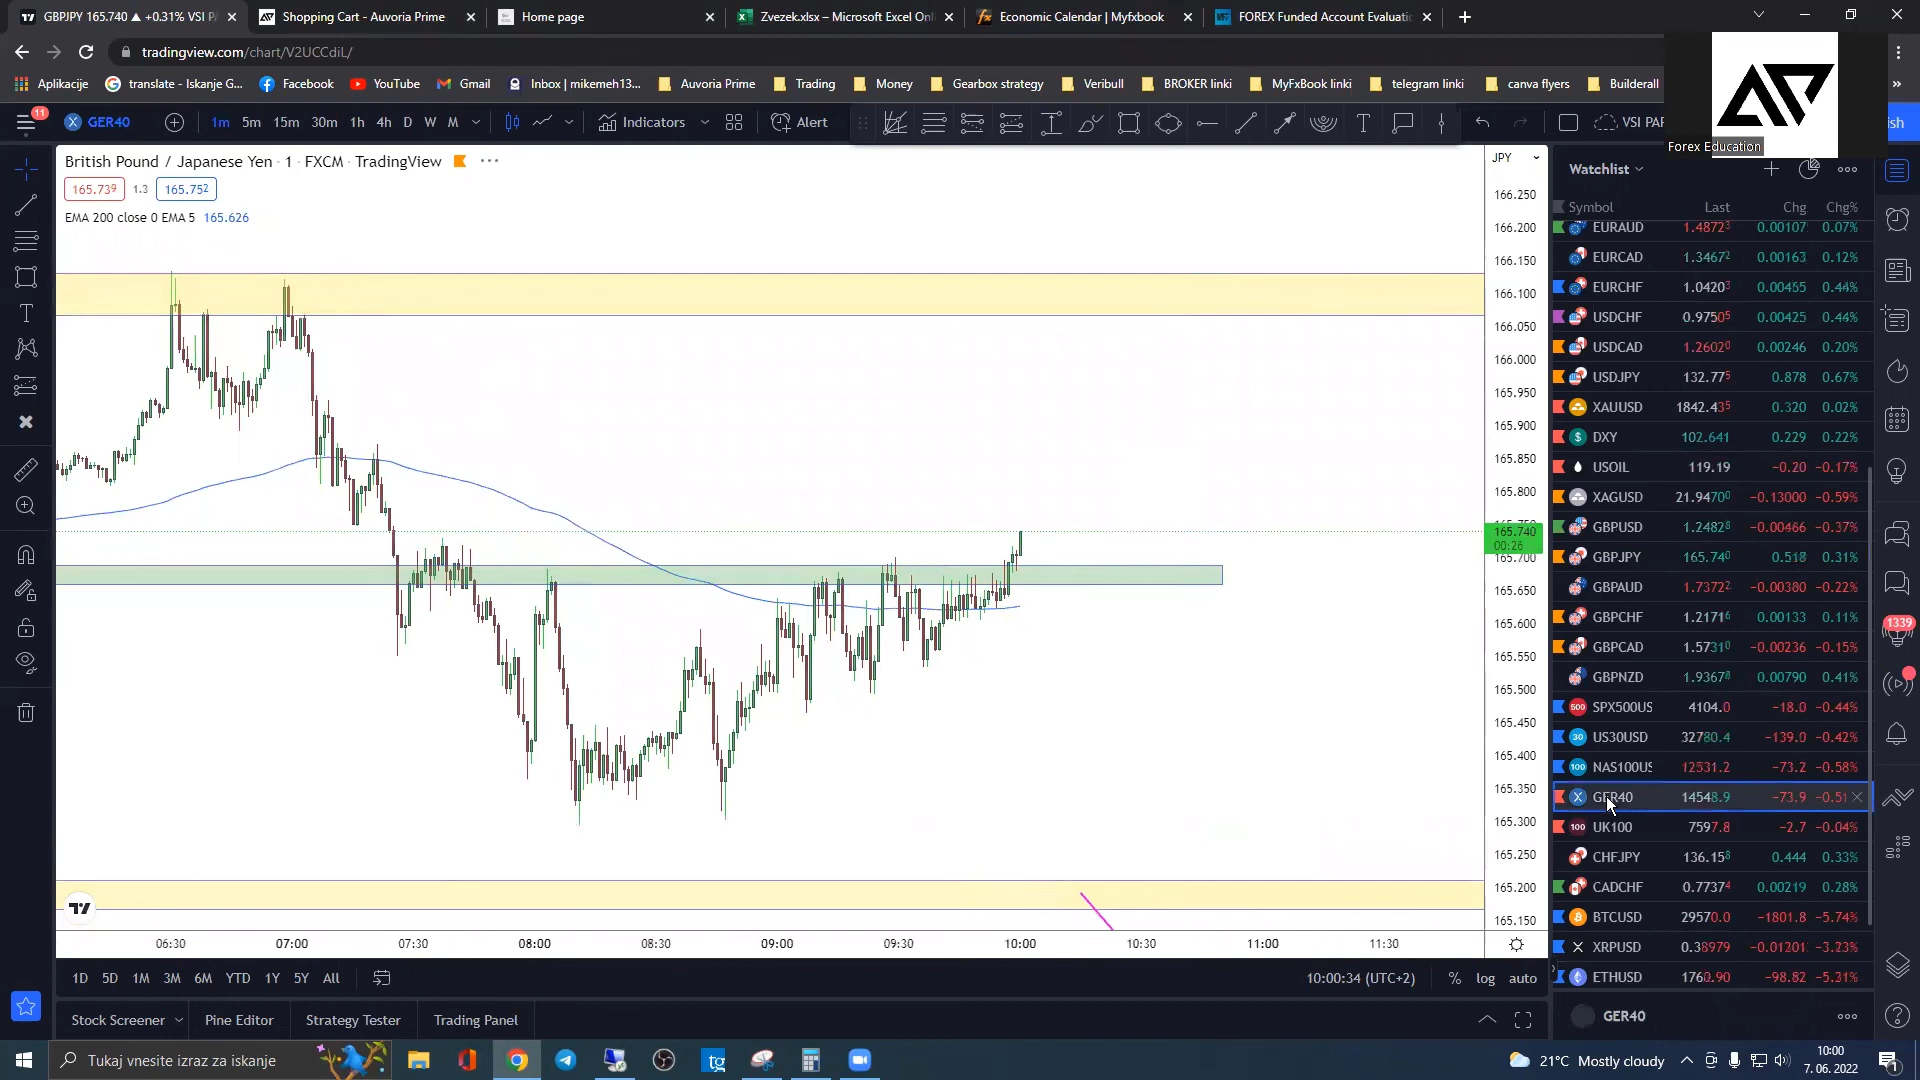 GBPJPY 165.740 ▲ +0.31% VSI P
Shopping Cart - Auvoria Prime
Home page
Zvezek.xlsx – Microsoft Excel Onl
Economic Calendar | Myfxbook
FOREX Funded Account Evaluati
tradingview.com/chart/V2UCCdiL/
Aplikacije
translate - Iskanje G...
Facebook
YouTube
Gmail
Inbox | mikemeh13...
Auvoria Prime
Trading
Money
Gearbox strategy
Veribull
BROKER linki
MyFxBook linki
telegram linki
canva flyers
Builderall
Forex Education
11
GER40
1m 5m 15m 30m 1h 4h D W M
Indicators
Alert
VSI PAR
ish
British Pound / Japanese Yen · 1 · FXCM · TradingView
165.739 1.3 165.752
EMA 200 close 0 EMA 5 165.626
JPY
166.250
166.200
166.150
166.100
166.050
166.000
165.950
165.900
165.850
165.800
165.740
00:26
165.700
165.650
165.600
165.550
165.500
165.450
165.400
165.350
165.300
165.250
165.200
165.150
06:30 07:00 07:30 08:00 08:30 09:00 09:30 10:00 10:30 11:00 11:30
1D 5D 1M 3M 6M YTD 1Y 5Y All
10:00:34 (UTC+2)
% log auto
Stock Screener
Pine Editor
Strategy Tester
Trading Panel
Watchlist
Symbol Last Chg Chg%
EURAUD 1.48723 0.00107 0.07%
EURCAD 1.34672 0.00163 0.12%
EURCHF 1.04203 0.00455 0.44%
USDCHF 0.97505 0.00425 0.44%
USDCAD 1.26020 0.00246 0.20%
USDJPY 132.775 0.878 0.67%
XAUUSD 1842.435 0.320 0.02%
DXY 102.641 0.229 0.22%
USOIL 119.19 −0.20 −0.17%
XAGUSD 21.94700 −0.13000 −0.59%
GBPUSD 1.24828 −0.00466 −0.37%
GBPJPY 165.740 0.518 0.31%
GBPAUD 1.73722 −0.00380 −0.22%
GBPCHF 1.21716 0.00133 0.11%
GBPCAD 1.57310 −0.00236 −0.15%
GBPNZD 1.93678 0.00790 0.41%
500 SPX500US 4104.0 −18.0 −0.44%
30 US30USD 32780.4 −139.0 −0.42%
100 NAS100US 12531.2 −73.2 −0.58%
GER40 14548.9 −73.9 −0.51
100 UK100 7597.8 −2.7 −0.04%
CHFJPY 136.158 0.444 0.33%
CADCHF 0.77374 0.00219 0.28%
BTCUSD 29570.0 −1801.8 −5.74%
XRPUSD 0.38979 −0.01201 −3.23%
ETHUSD 1760.90 −98.82 −5.31%
GER40
1339
Tukaj vnesite izraz za iskanje
tg
21°C Mostly cloudy
10:00
7. 06. 2022
1